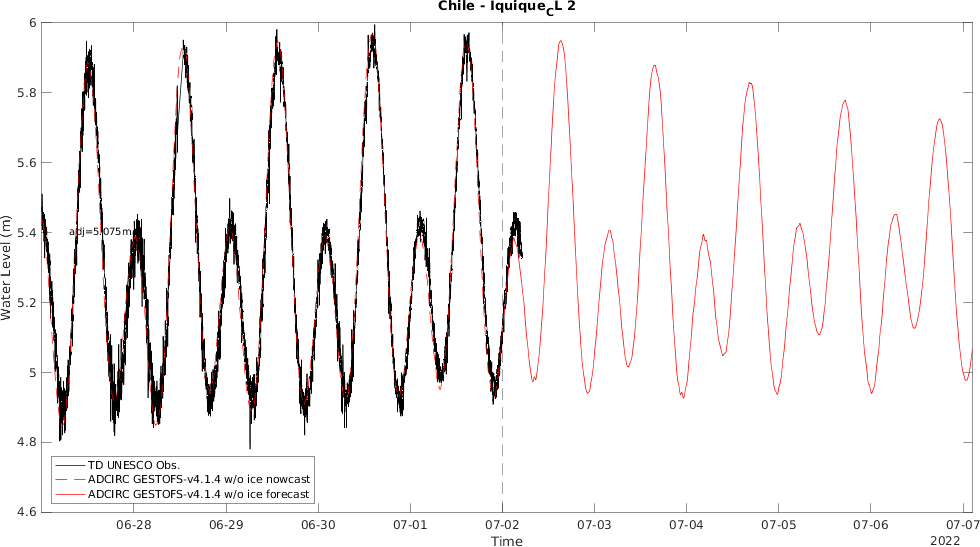 Chile - Iquique_CL 2
Water Level (m)
6
5.8
5.6
5.4
5.2
5
4.8
4.6
adj=5.075m
TD UNESCO Obs.
ADCIRC GESTOFS-v4.1.4 w/o ice nowcast
ADCIRC GESTOFS-v4.1.4 w/o ice forecast
06-28 06-29 06-30 07-01 07-02 07-03 07-04 07-05 07-06 07-07
Time
2022